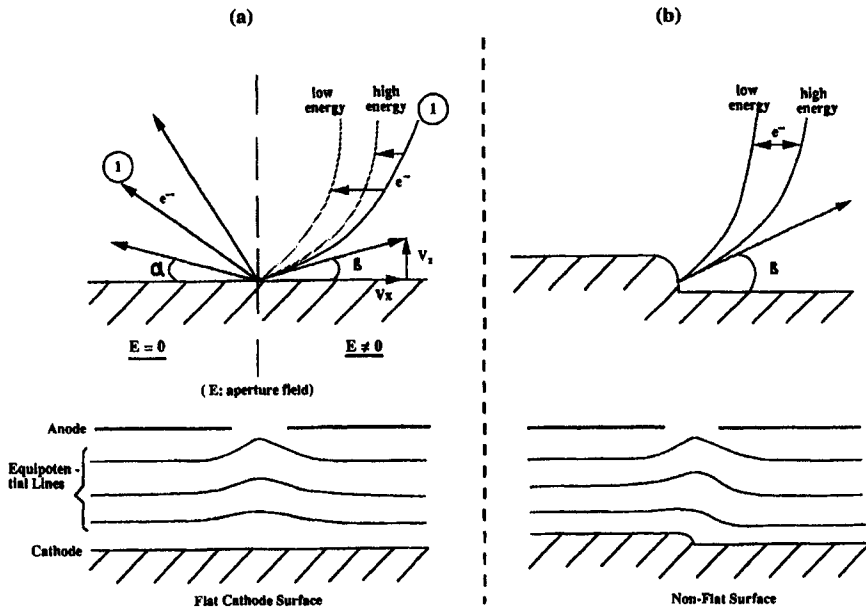 (a)
(b)
low
energy
high
energy
1
1
e⁻
e⁻
α
ß
Vz
Vx
E = 0
E ≠ 0
( E: aperture field)
low
energy
high
energy
e⁻
ß
Anode
Equipoten -
tial Lines
Cathode
Flat Cathode Surface
Non-Flat Surface